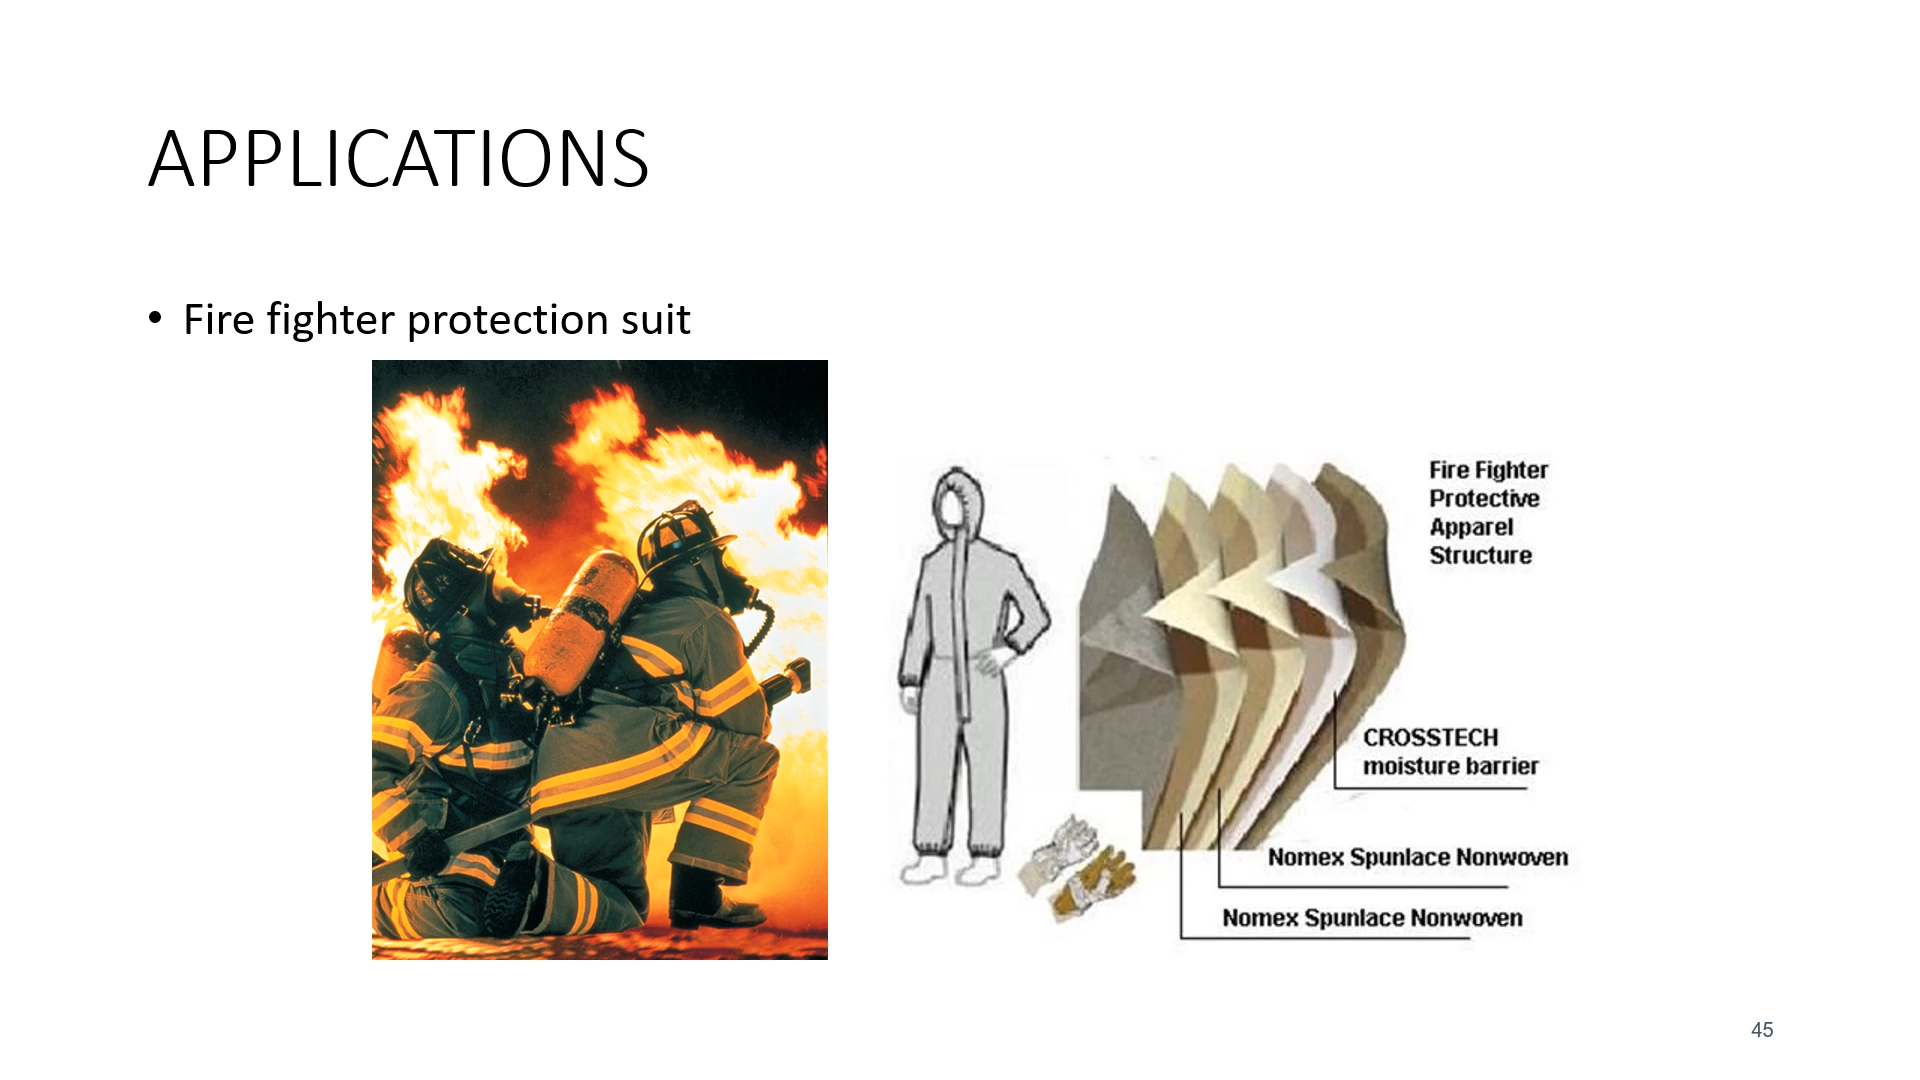 APPLICATIONS
• Fire fighter protection suit
Fire Fighter
Protective
Apparel
Structure
CROSSTECH
moisture barrier
Nomex Spunlace Nonwoven
Nomex Spunlace Nonwoven
45